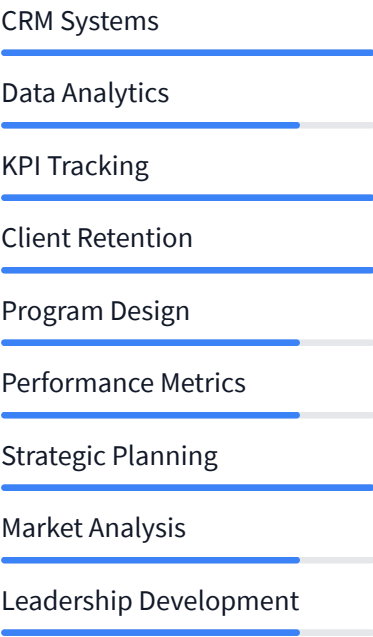 CRM Systems
Data Analytics
KPI Tracking
Client Retention
Program Design
Performance Metrics
Strategic Planning
Market Analysis
Leadership Development